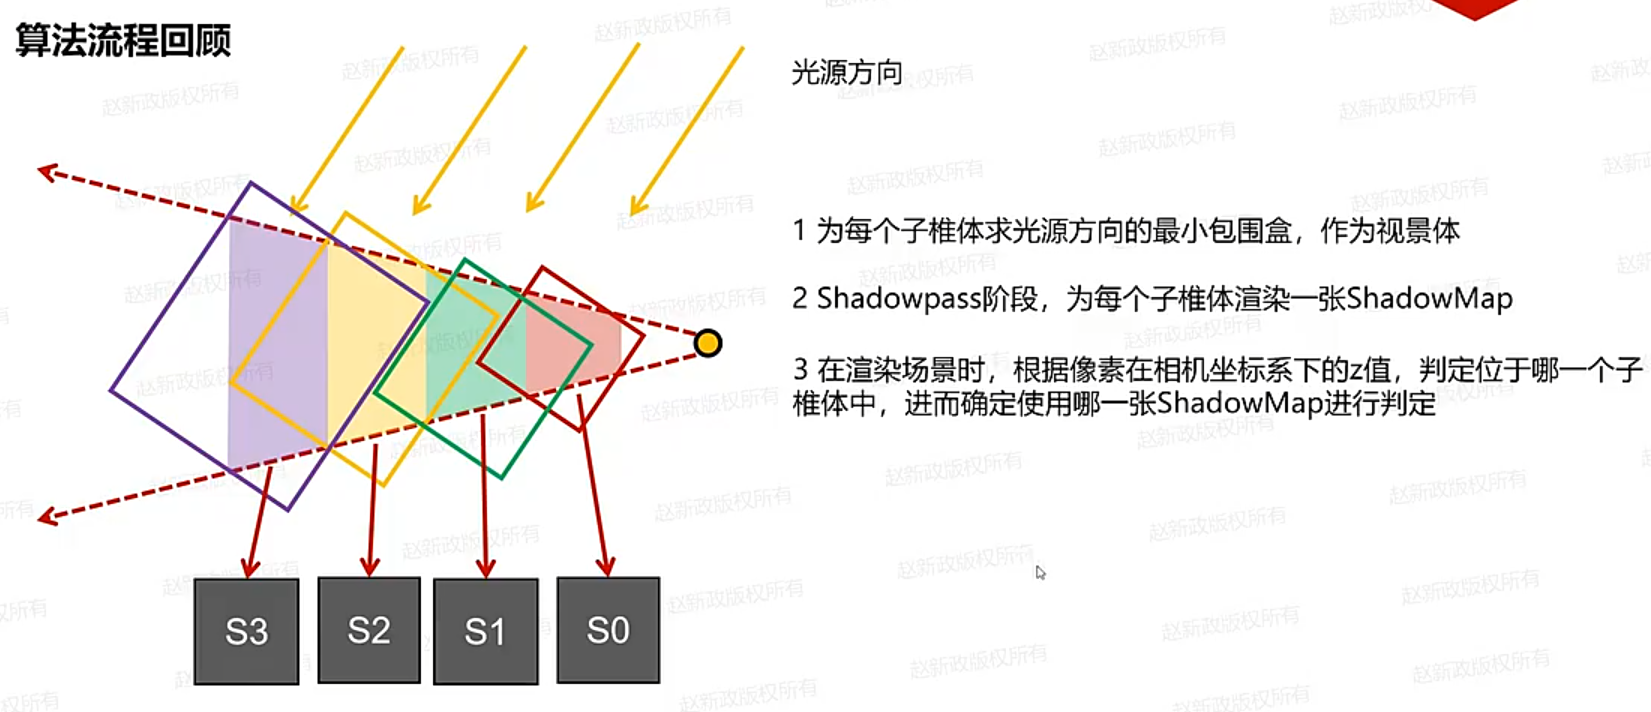 算法流程回顾
光源方向
1 为每个子椎体求光源方向的最小包围盒，作为视景体
2 Shadowpass阶段，为每个子椎体渲染一张ShadowMap
3 在渲染场景时，根据像素在相机坐标系下的z值，判定位于哪一个子
椎体中，进而确定使用哪一张ShadowMap进行判定
S3 S2 S1 S0
赵新政版权所有